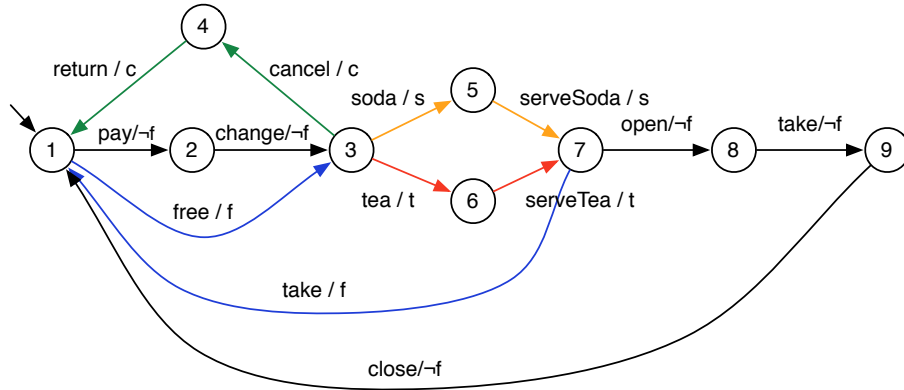 4
return / c
cancel / c
soda / s
5
serveSoda / s
open/¬f
take/¬f
pay/¬f
change/¬f
1
2
3
7
8
9
tea / t
6
serveTea / t
free / f
take / f
close/¬f